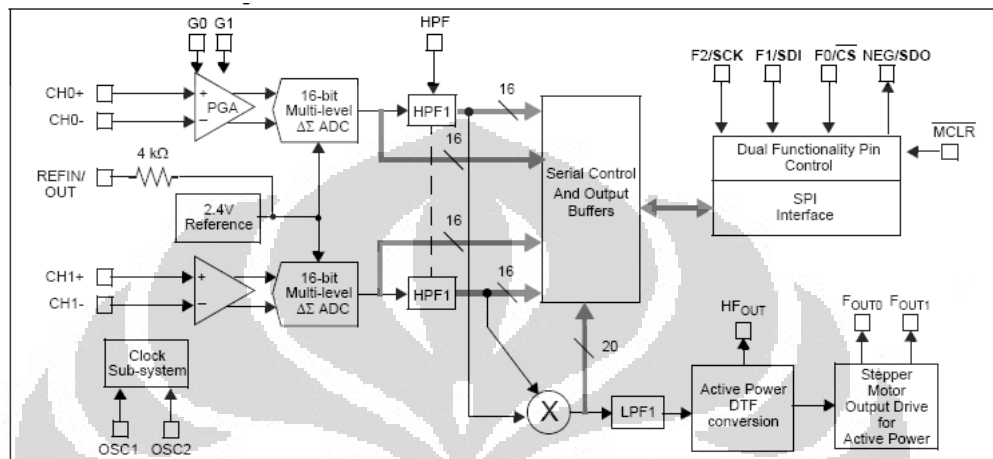 G0 G1
HPF
F2/SCK F1/SDI F0/CS NEG/SDO
CH0+
CH0-
+
−
PGA
16-bit
Multi-level
ΔΣ ADC
HPF1
16
16
MCLR
Dual Functionality Pin
Control
SPI
Interface
4 kΩ
REFIN/
OUT
2.4V
Reference
Serial Control
And Output
Buffers
16
16
CH1+
CH1-
+
−
16-bit
Multi-level
ΔΣ ADC
HPF1
20
HFOUT
FOUT0 FOUT1
Clock
Sub-system
OSC1
OSC2
X
LPF1
Active Power
DTF
conversion
Stepper
Motor
Output Drive
for
Active Power